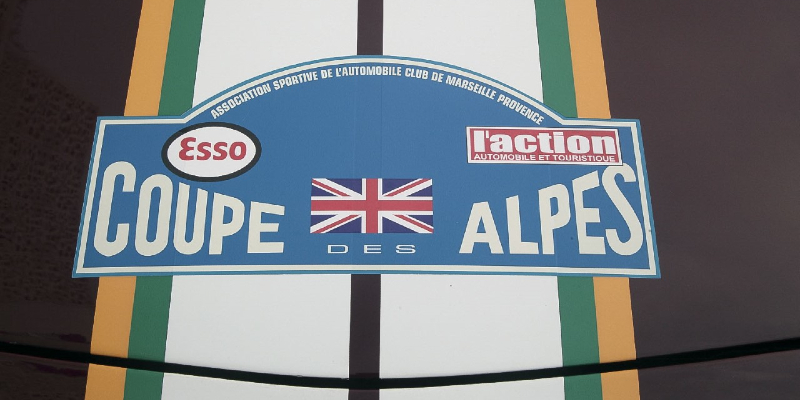 ASSOCIATION SPORTIVE DE L'AUTOMOBILE CLUB DE MARSEILLE PROVENCE
Esso
l'action
AUTOMOBILE ET TOURISTIQUE
COUPE DES ALPES